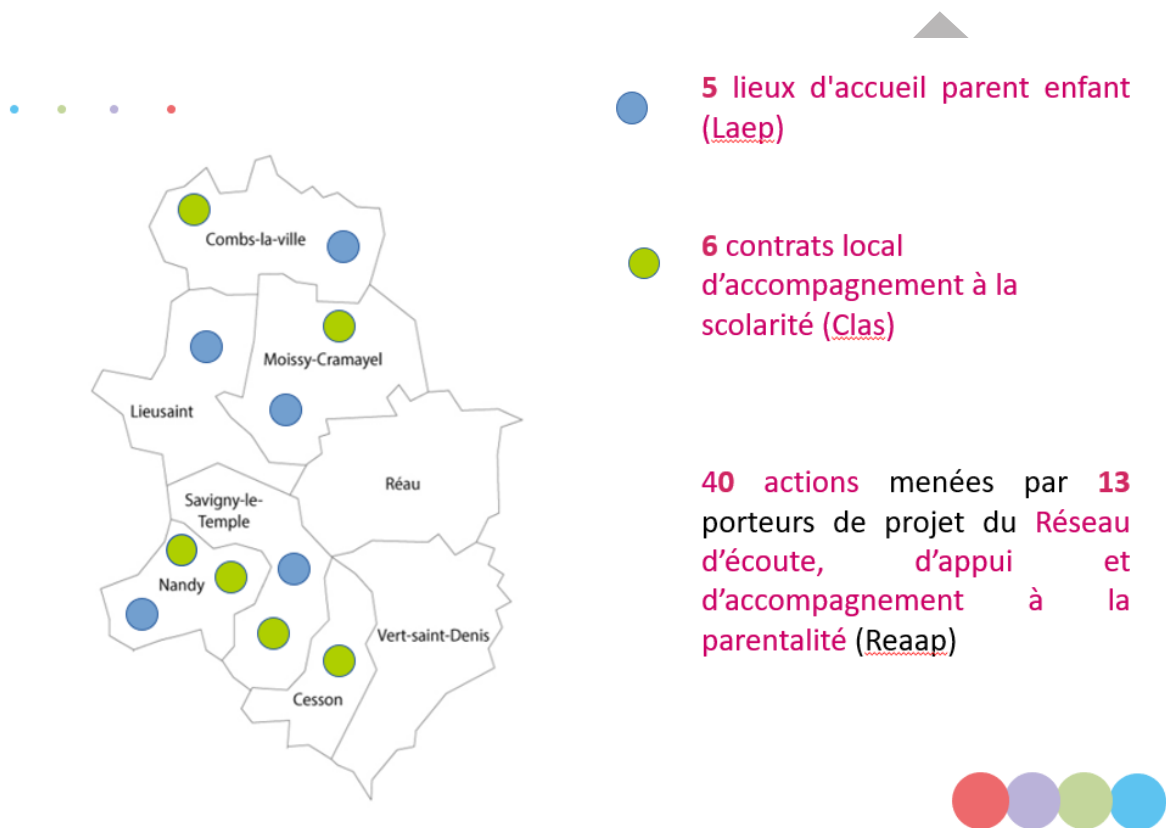 5 lieux d'accueil parent enfant
(Laep)
Combs-la-ville
6 contrats local
d’accompagnement à la
scolarité (Clas)
Moissy-Cramayel
Lieusaint
Réau
Savigny-le-
Temple
Nandy
Vert-saint-Denis
Cesson
40 actions menées par 13
porteurs de projet du Réseau
d’écoute, d’appui et
d’accompagnement à la
parentalité (Reaap)